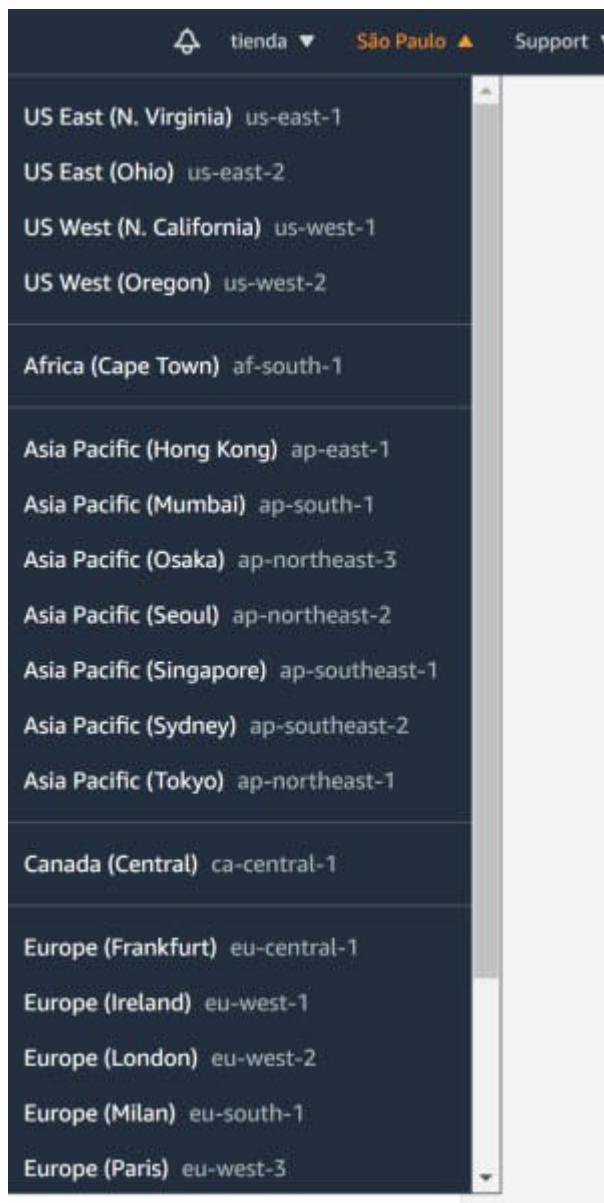 tienda ▼ São Paulo ▲ Support
US East (N. Virginia) us-east-1
US East (Ohio) us-east-2
US West (N. California) us-west-1
US West (Oregon) us-west-2
Africa (Cape Town) af-south-1
Asia Pacific (Hong Kong) ap-east-1
Asia Pacific (Mumbai) ap-south-1
Asia Pacific (Osaka) ap-northeast-3
Asia Pacific (Seoul) ap-northeast-2
Asia Pacific (Singapore) ap-southeast-1
Asia Pacific (Sydney) ap-southeast-2
Asia Pacific (Tokyo) ap-northeast-1
Canada (Central) ca-central-1
Europe (Frankfurt) eu-central-1
Europe (Ireland) eu-west-1
Europe (London) eu-west-2
Europe (Milan) eu-south-1
Europe (Paris) eu-west-3